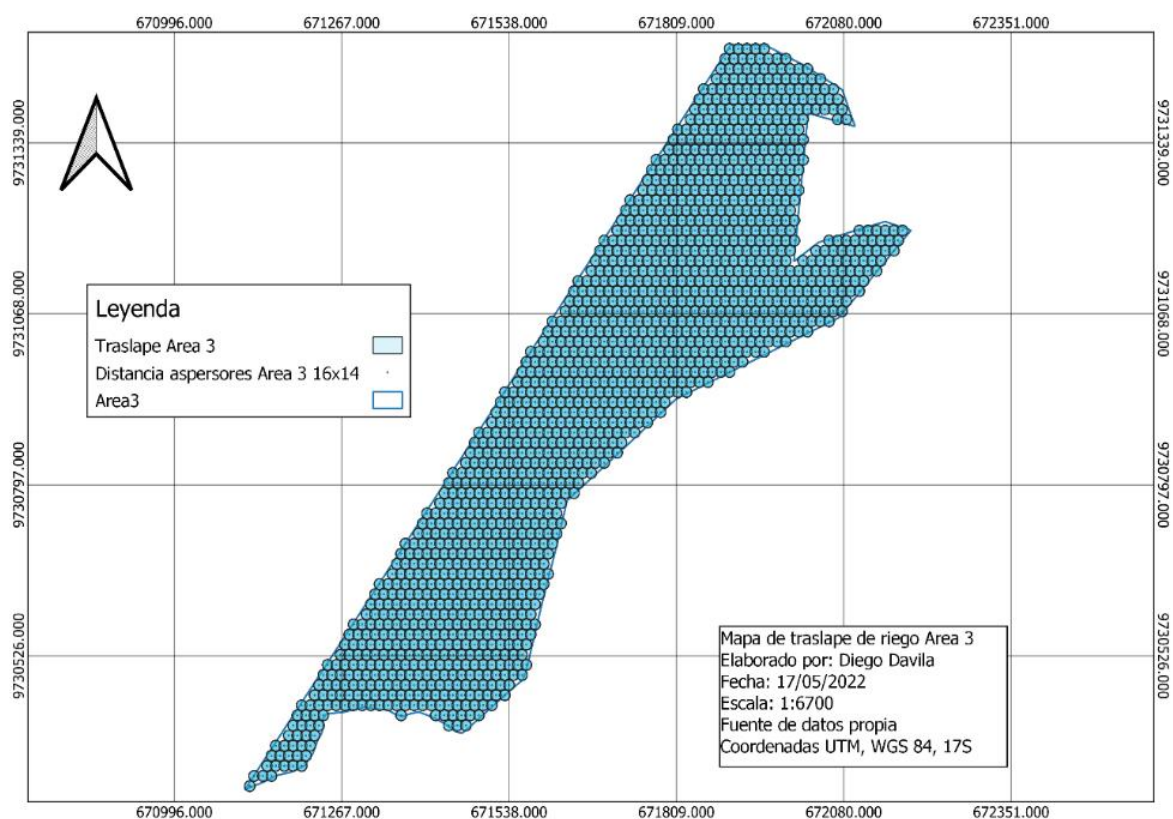 670996.000 671267.000 671538.000 671809.000 672080.000 672351.000
9731339.000 9731339.000
9731068.000 9731068.000
9730797.000 9730797.000
9730526.000 9730526.000
Leyenda
Traslape Area 3
Distancia aspersores Area 3 16x14
Area3
Mapa de traslape de riego Area 3
Elaborado por: Diego Davila
Fecha: 17/05/2022
Escala: 1:6700
Fuente de datos propia
Coordenadas UTM, WGS 84, 17S
670996.000 671267.000 671538.000 671809.000 672080.000 672351.000